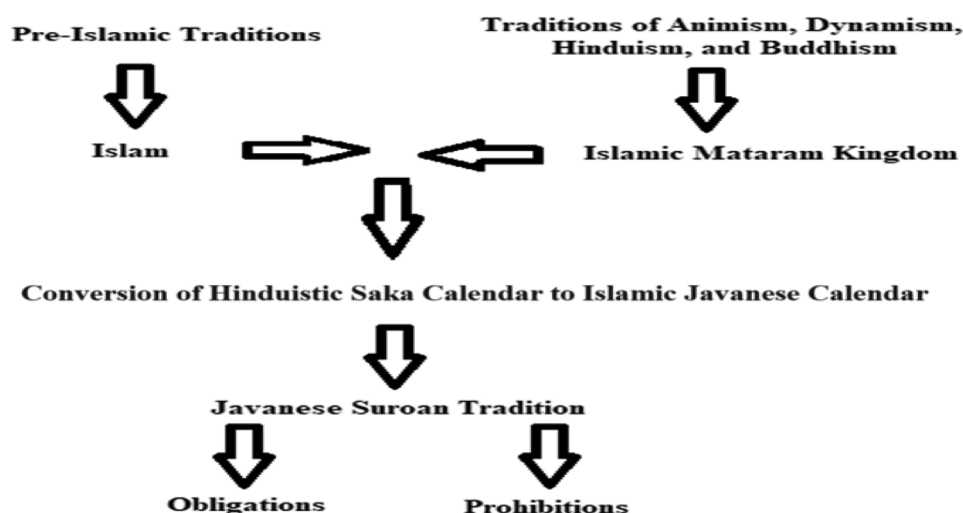 Pre-Islamic Traditions
Traditions of Animism, Dynamism,
Hinduism, and Buddhism
Islam
Islamic Mataram Kingdom
Conversion of Hinduistic Saka Calendar to Islamic Javanese Calendar
Javanese Suroan Tradition
Obligations
Prohibitions